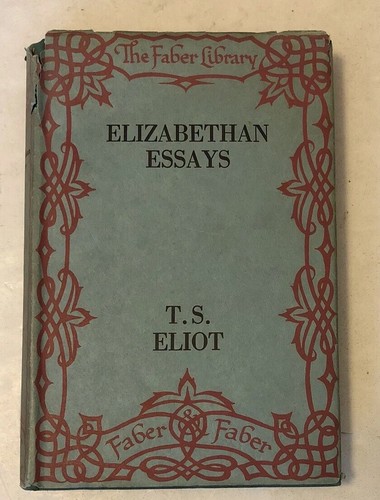 The Faber Library
ELIZABETHAN
ESSAYS
T.S.
ELIOT
Faber & Faber